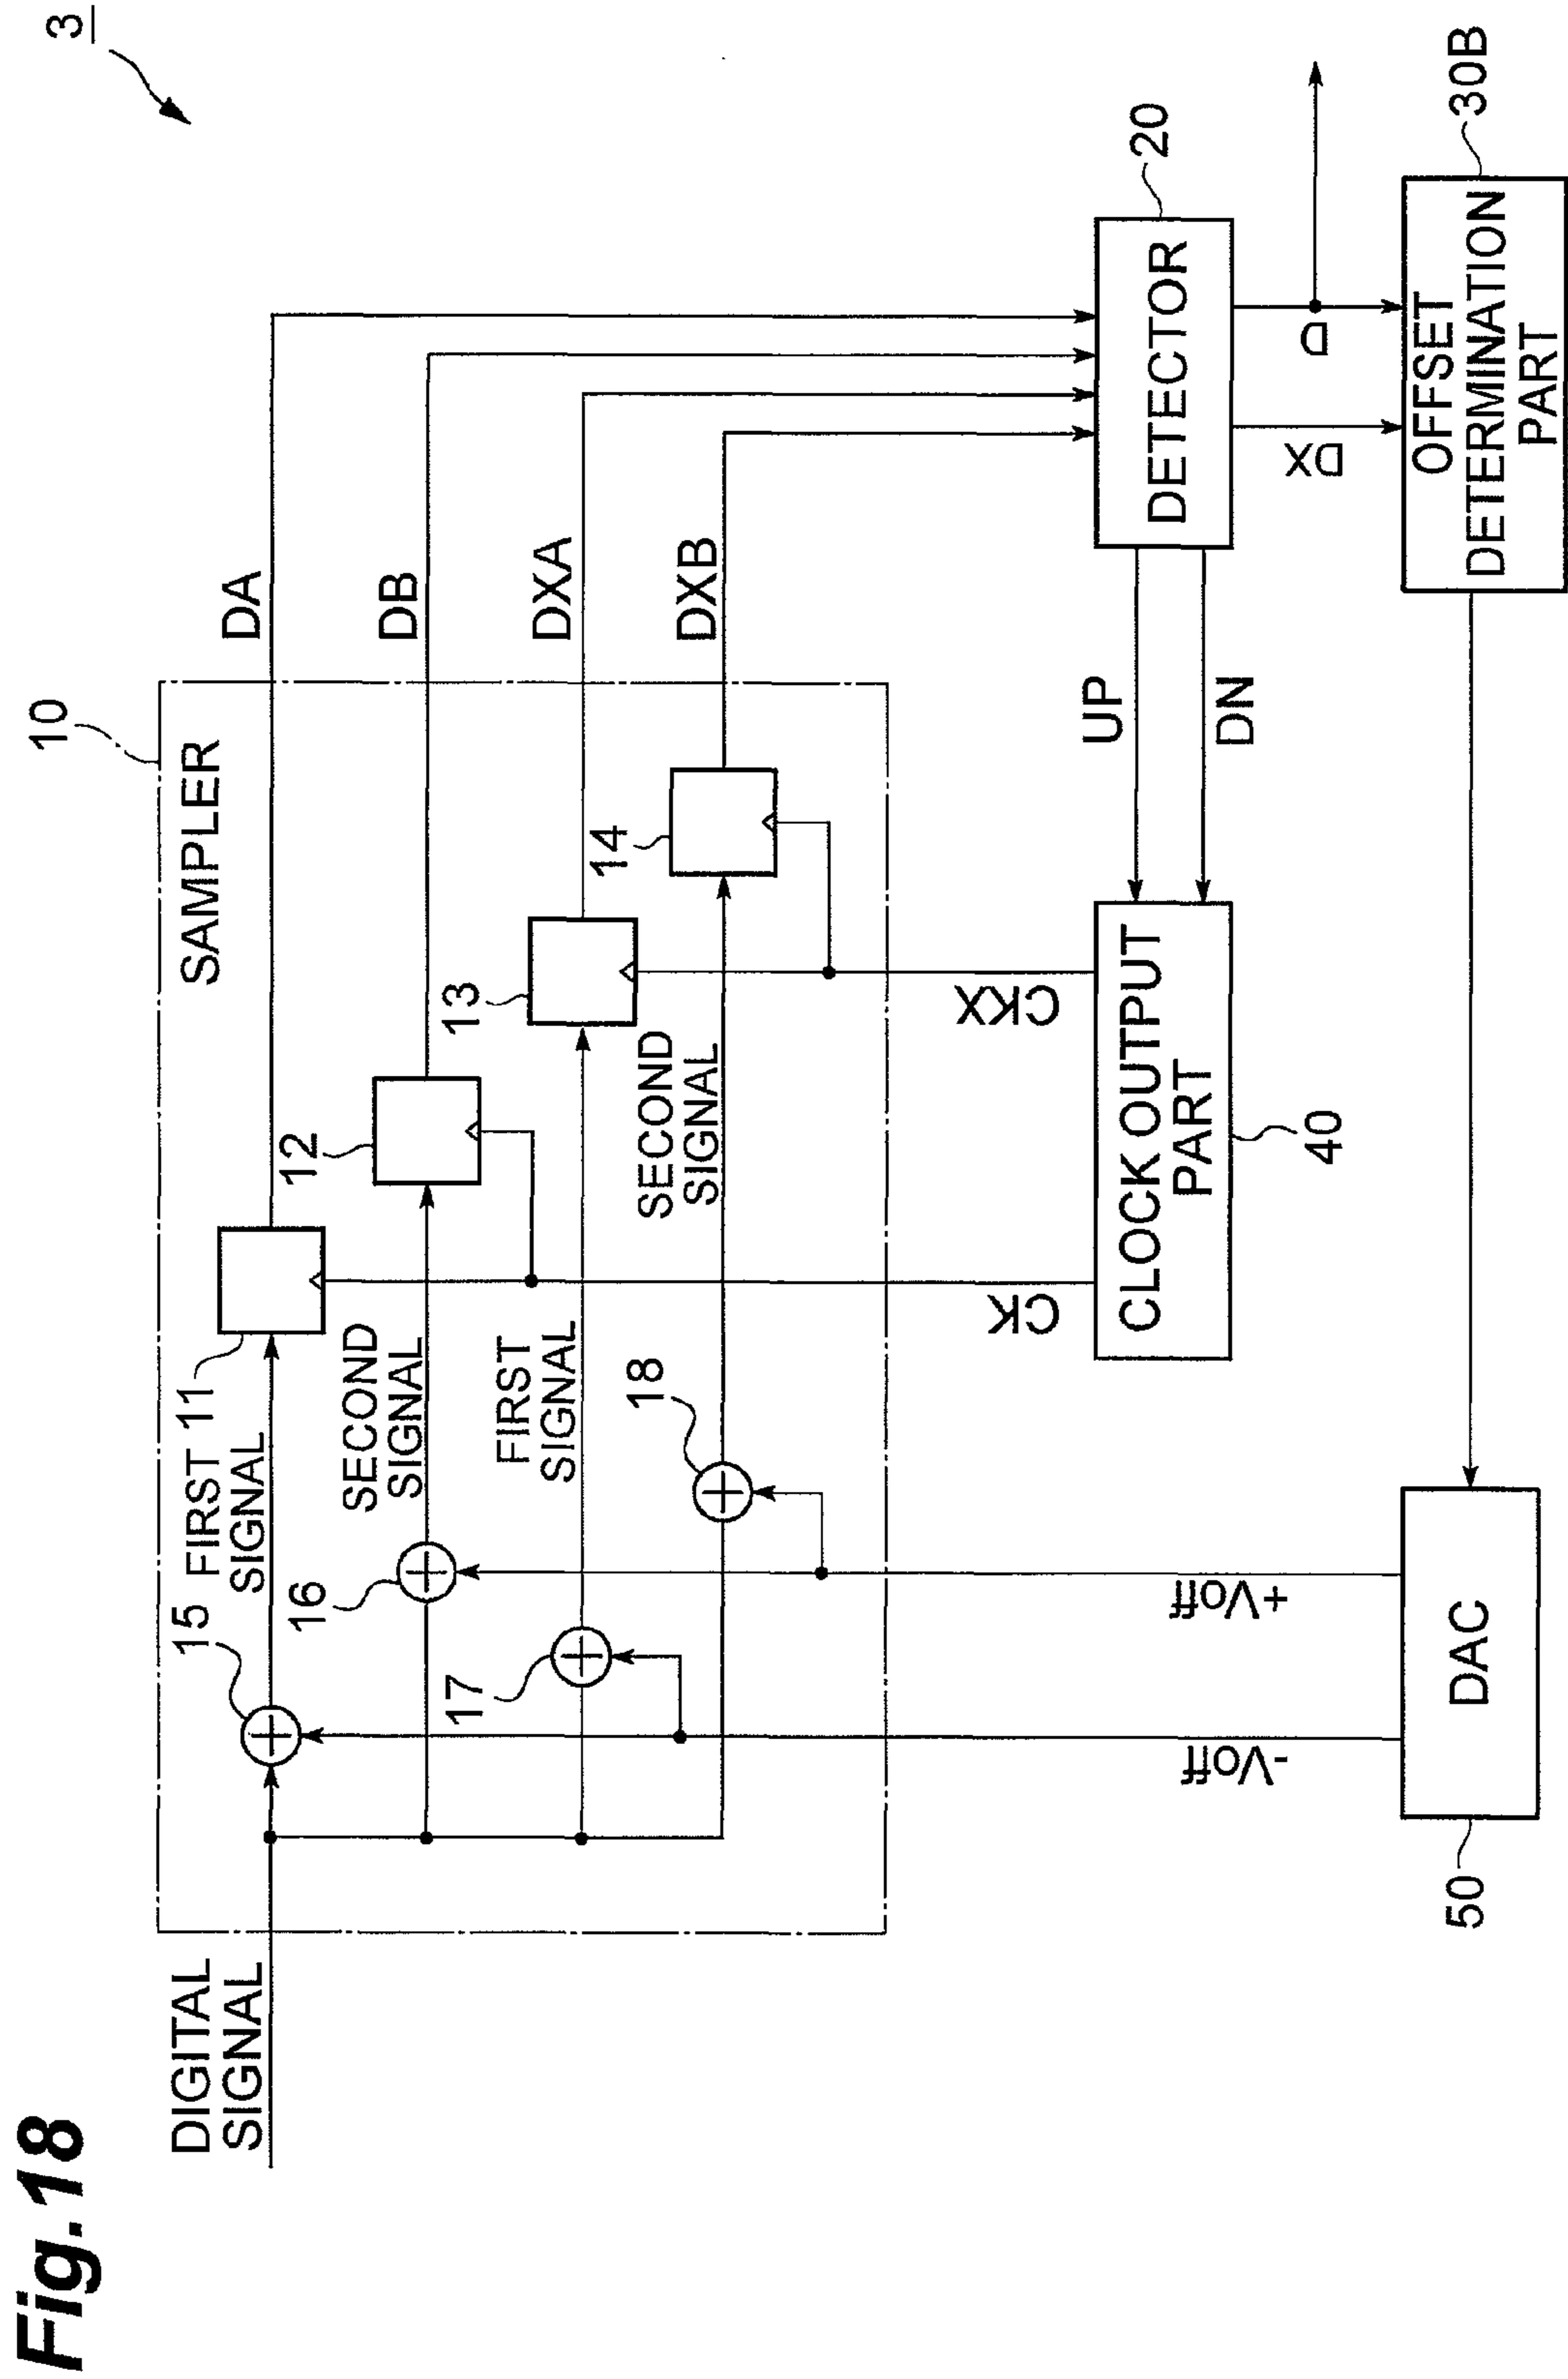 Fig.18
3
10
SAMPLER
DIGITAL
SIGNAL
15
FIRST
SIGNAL
11
DA
16
SECOND
SIGNAL
12
DB
17
FIRST
SIGNAL
13
DXA
18
SECOND
SIGNAL
14
DXB
CK
CKX
UP
DN
CLOCK OUTPUT
PART
40
DETECTOR
20
DX
D
-Voff
+Voff
DAC
50
OFFSET
DETERMINATION
PART
30B